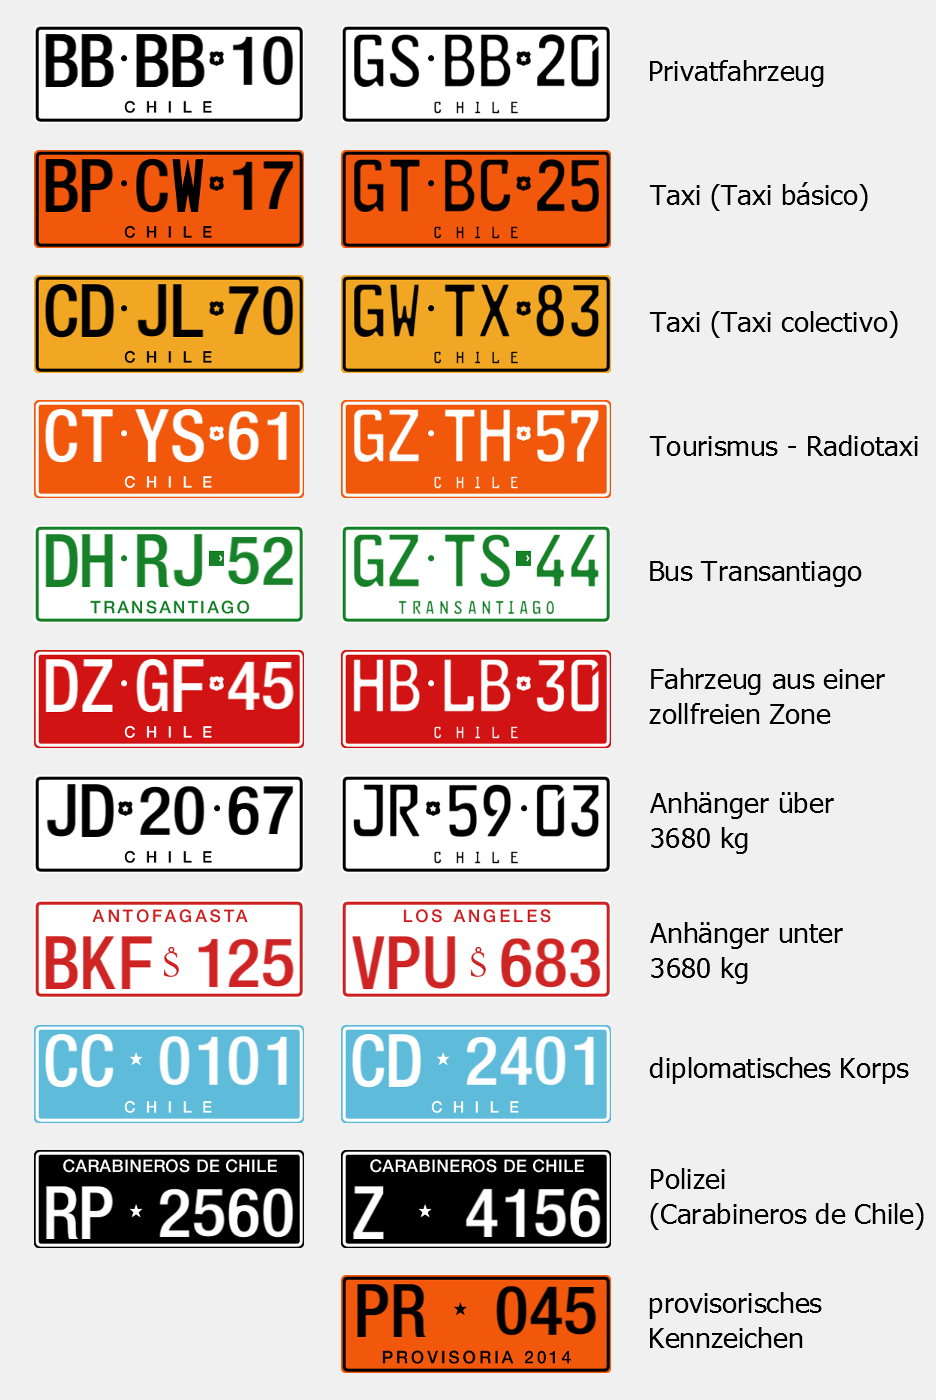 BB·BB 10 GS·BB 20 Privatfahrzeug
CHILE CHILE
BP·CW 17 GT·BC 25 Taxi (Taxi básico)
CHILE CHILE
CD·JL 70 GW·TX 83 Taxi (Taxi colectivo)
CHILE CHILE
CT·YS 61 GZ·TH 57 Tourismus - Radiotaxi
CHILE CHILE
DH·RJ 52 GZ·TS 44 Bus Transantiago
TRANSANTIAGO TRANSANTIAGO
DZ·GF 45 HB·LB 30 Fahrzeug aus einer
zollfreien Zone
CHILE CHILE
JD 20·67 JR 59·03 Anhänger über
3680 kg
CHILE CHILE
ANTOFAGASTA LOS ANGELES
BKF S 125 VPU S 683 Anhänger unter
3680 kg
CC ★ 0101 CD ★ 2401 diplomatisches Korps
CHILE CHILE
CARABINEROS DE CHILE CARABINEROS DE CHILE
RP ★ 2560 Z ★ 4156 Polizei
(Carabineros de Chile)
PR ★ 045 provisorisches
Kennzeichen
PROVISORIA 2014